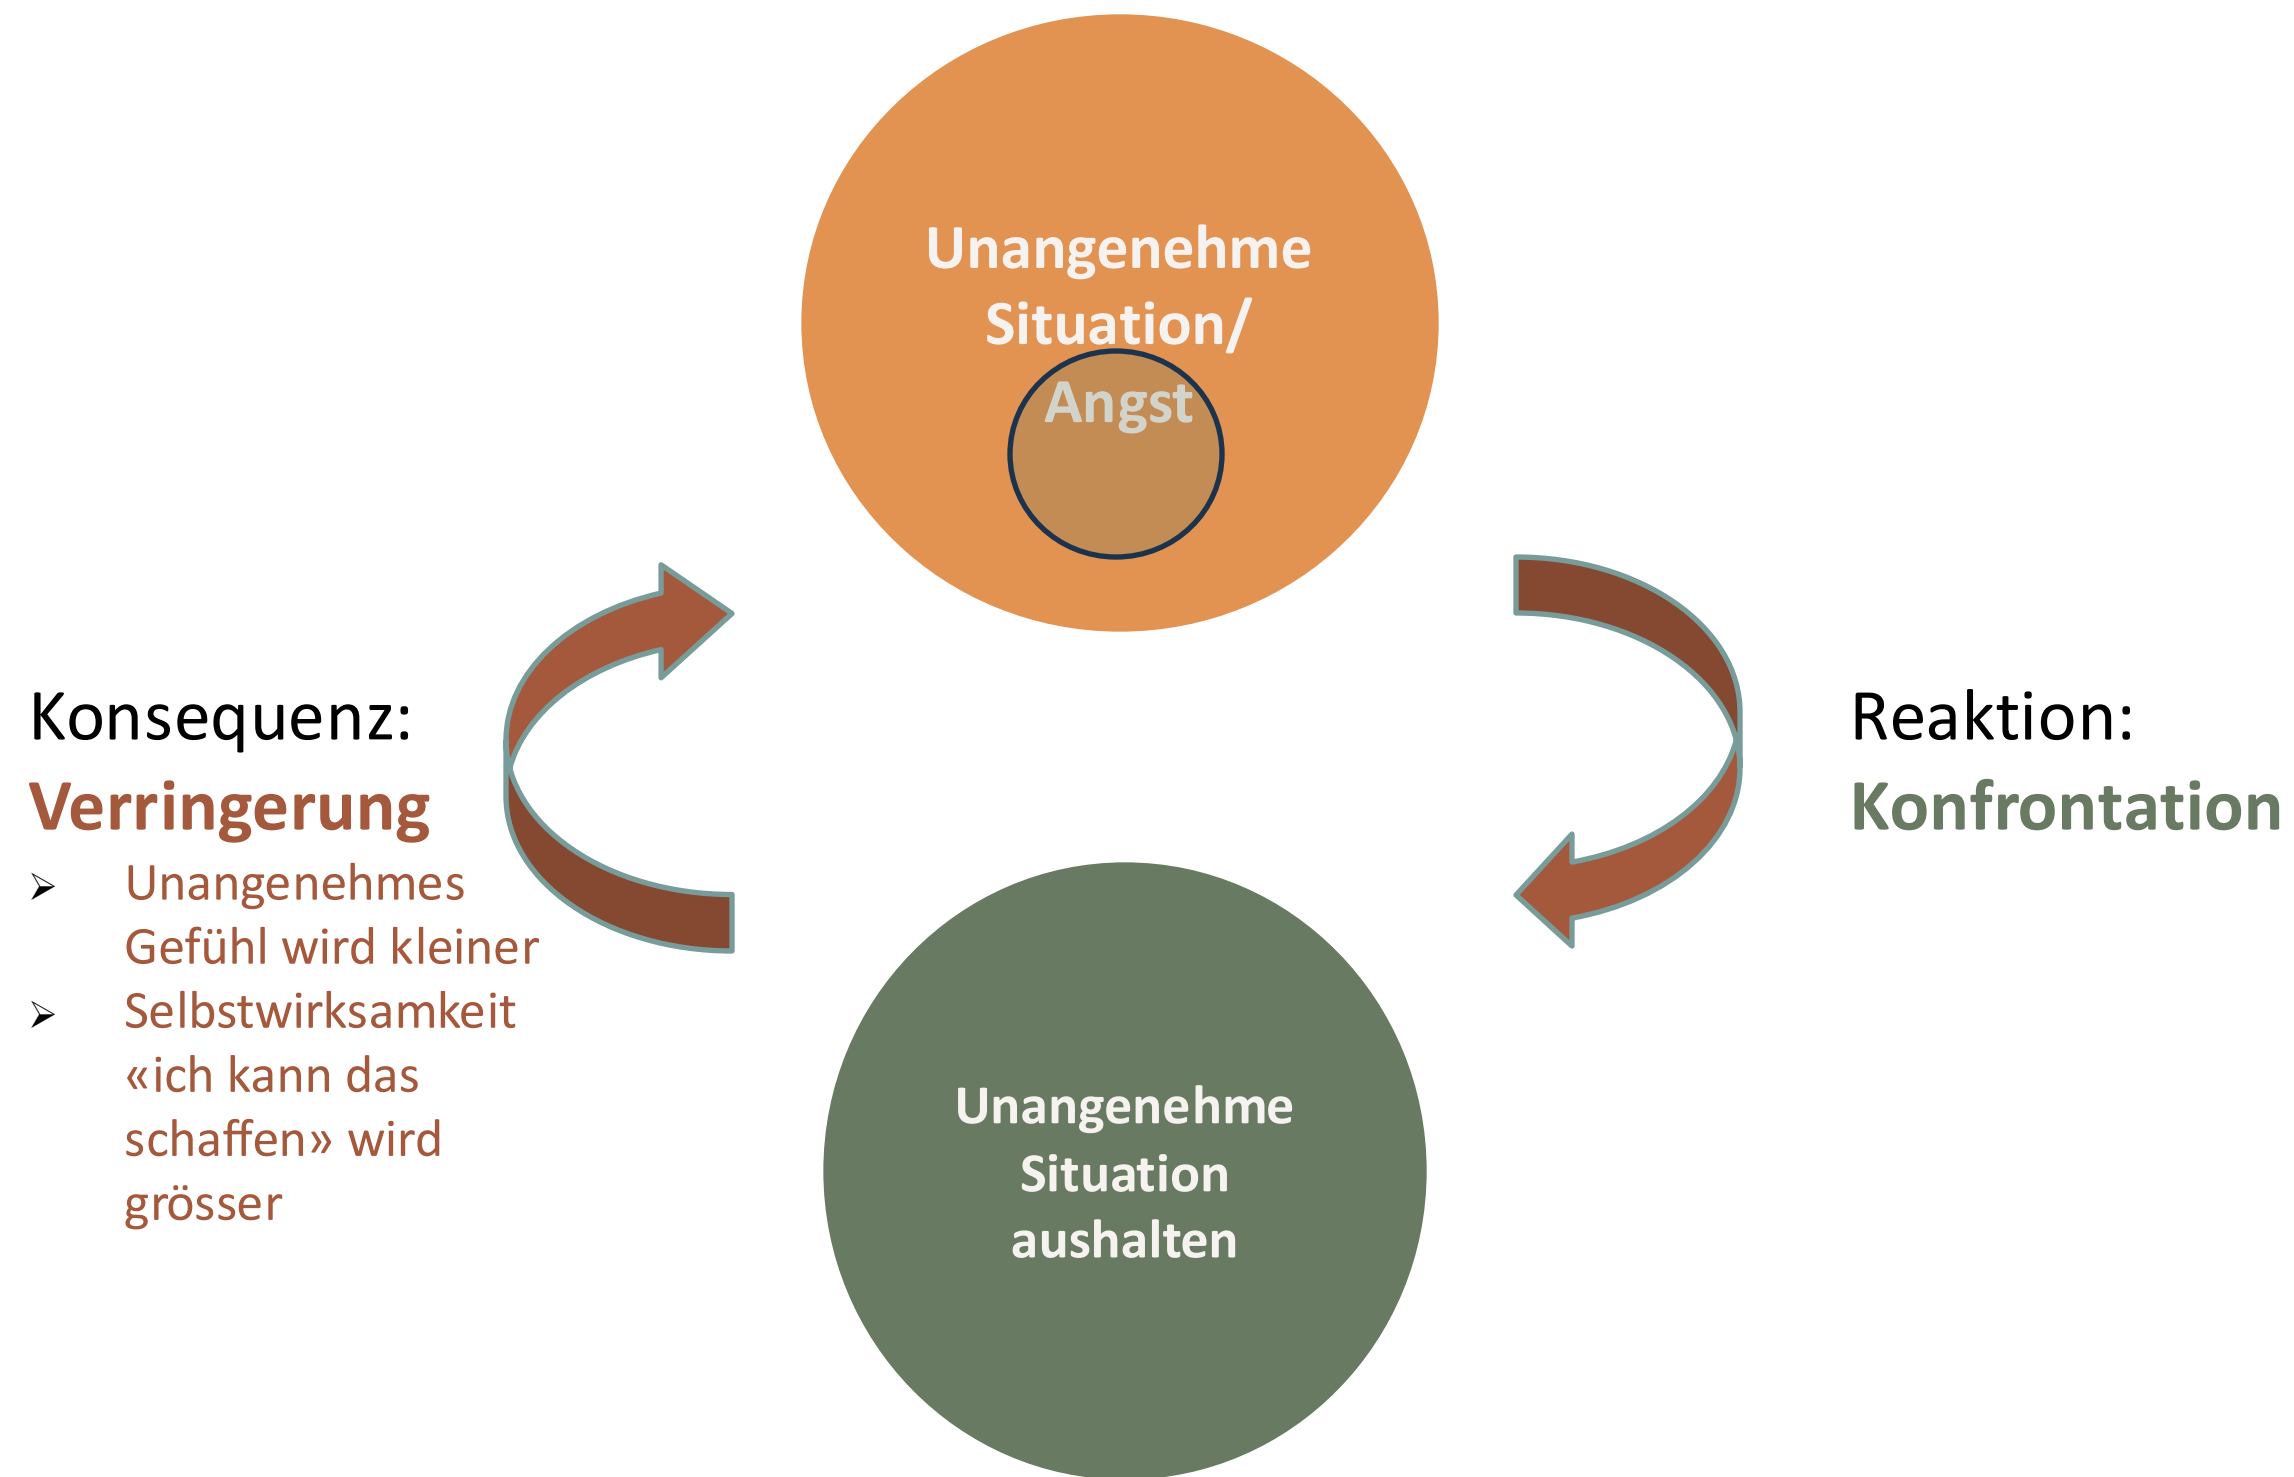 Unangenehme
Situation/
Angst
Konsequenz:
Verringerung
➢ Unangenehmes
Gefühl wird kleiner
➢ Selbstwirksamkeit
«ich kann das
schaffen» wird
grösser
Reaktion:
Konfrontation
Unangenehme
Situation
aushalten